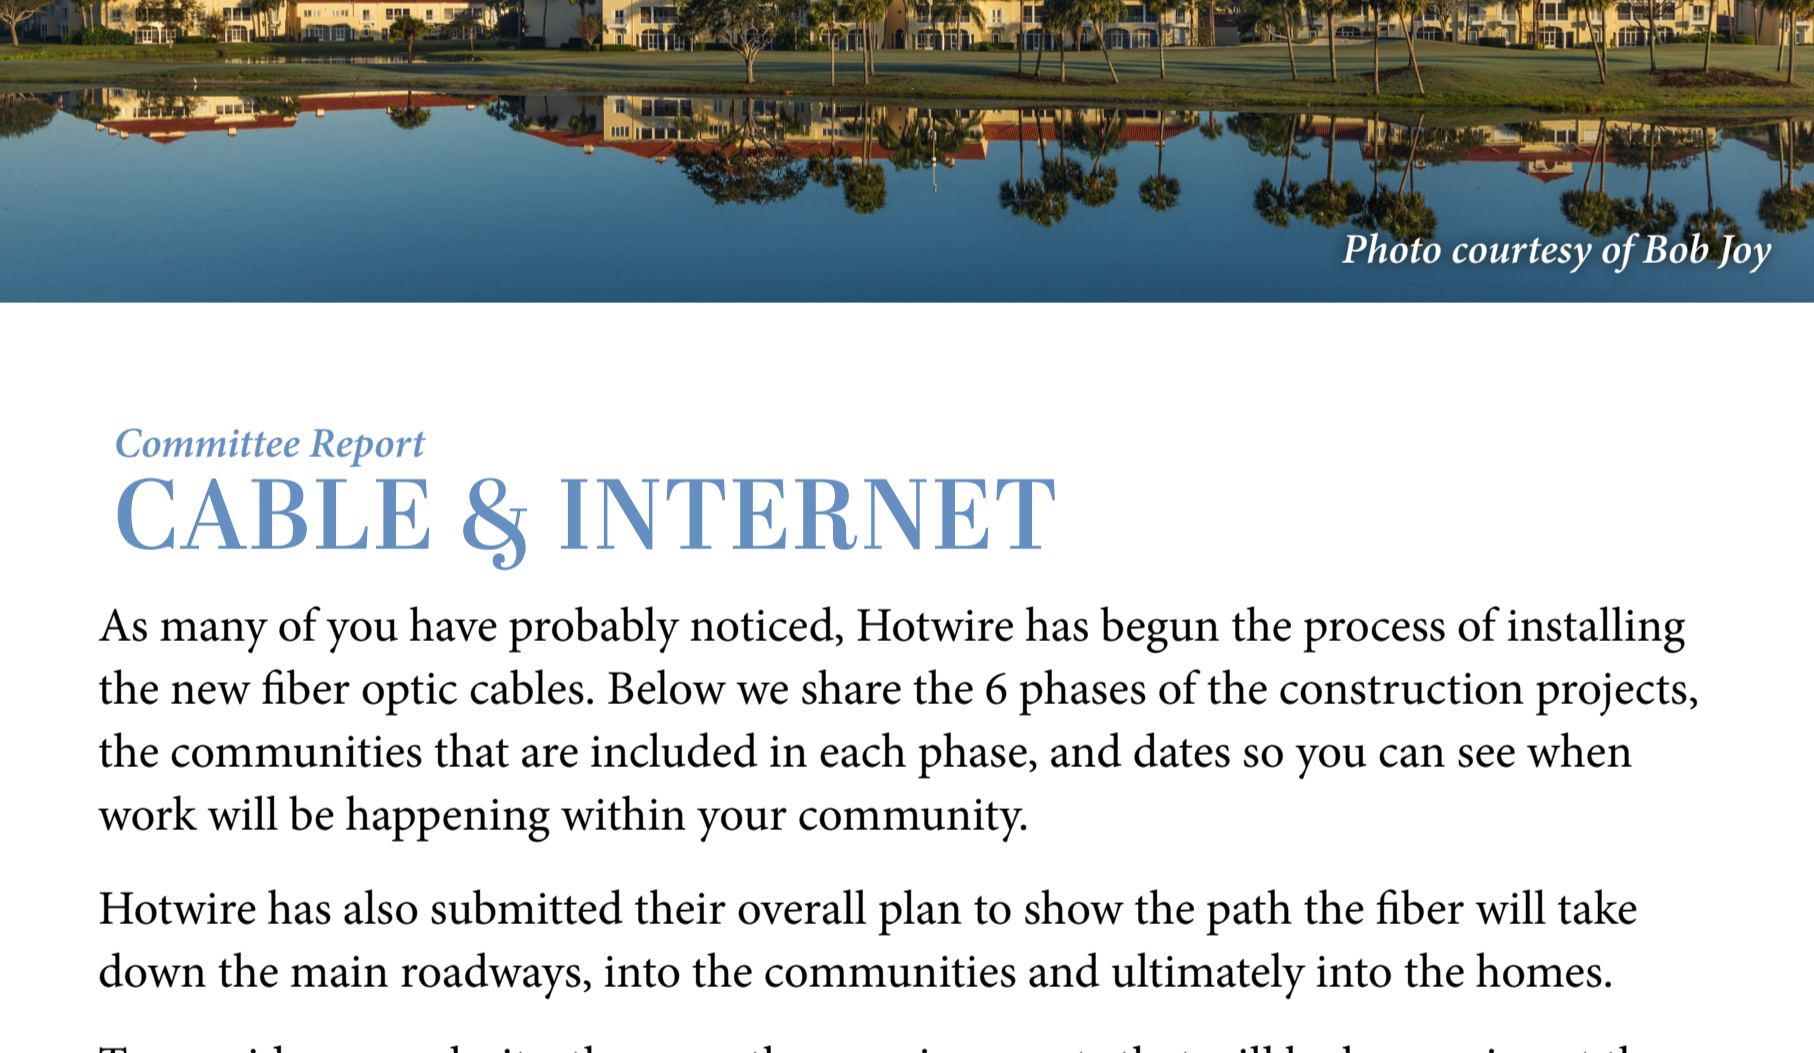 Photo courtesy of Bob Joy
Committee Report
CABLE & INTERNET
As many of you have probably noticed, Hotwire has begun the process of installing
the new fiber optic cables. Below we share the 6 phases of the construction projects,
the communities that are included in each phase, and dates so you can see when
work will be happening within your community.
Hotwire has also submitted their overall plan to show the path the fiber will take
down the main roadways, into the communities and ultimately into the homes.